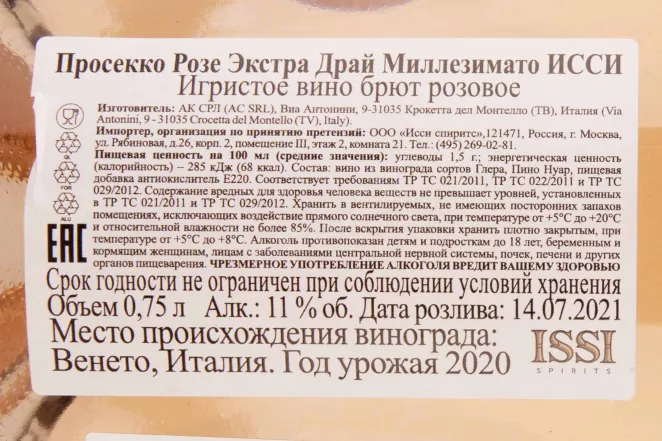 Просекко Розе Экстра Драй Миллезимато ИССИ
Игристое вино брют розовое
Изготовитель: АК СРЛ (AC SRL), Виа Антонини, 9-31035 Крокетта дел Монтелло (ТВ), Италия (Via
Antonini, 9 - 31035 Crocetta del Montello (TV), Italy).
Импортер, организация по принятию претензий: ООО «Исси спиритс»,121471, Россия, г. Москва,
ул. Рябиновая, д.26, корп. 2, помещение III, этаж 2, комната 21. Тел.: (495) 269-02-81.
Пищевая ценность на 100 мл (средние значения): углеводы 1,5 г.; энергетическая ценность
(калорийность) – 285 кДж (68 ккал). Состав: вино из винограда сортов Глера, Пино Нуар, пищевая
добавка антиокислитель Е220. Соответствует требованиям ТР ТС 021/2011, ТР ТС 022/2011 и ТР ТС
029/2012. Содержание вредных для здоровья человека веществ не превышает уровней, установленных
в ТР ТС 021/2011 и ТР ТС 029/2012. Хранить в вентилируемых, не имеющих посторонних запахов
помещениях, исключающих воздействие прямого солнечного света, при температуре от +5°С до +20°С
и относительной влажности не более 85%. После вскрытия упаковки хранить плотно закрытым, при
температуре от +5°С до +8°С. Алкоголь противопоказан детям и подросткам до 18 лет, беременным и
кормящим женщинам, лицам с заболеваниями центральной нервной системы, почек, печени и других
органов пищеварения. ЧРЕЗМЕРНОЕ УПОТРЕБЛЕНИЕ АЛКОГОЛЯ ВРЕДИТ ВАШЕМУ ЗДОРОВЬЮ
GL
FOR
ALU
EAC
Срок годности не ограничен при соблюдении условий хранения
Объем 0,75 л Алк.: 11 % об. Дата розлива: 14.07.2021
Место происхождения винограда:
Венето, Италия. Год урожая 2020
ISSI
SPIRITS